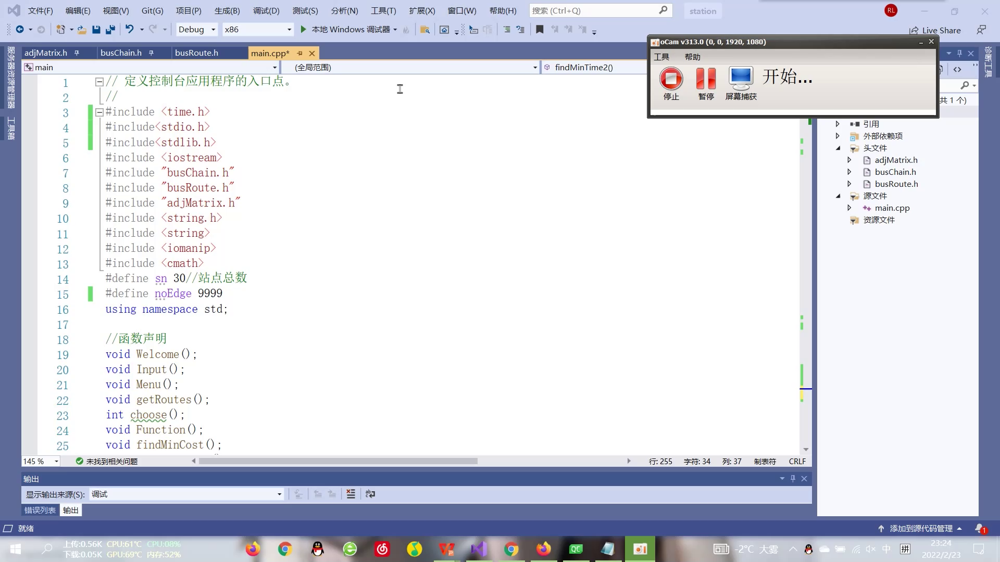 文件(F) 编辑(E) 视图(V) Git(G) 项目(P) 生成(B) 调试(D) 测试(S) 分析(N) 工具(T) 扩展(X) 窗口(W) 帮助(H) 搜索 (Ctrl+Q) station RL
Debug x86 本地 Windows 调试器 Live Share
oCam v313.0 (0, 0, 1920, 1080)
工具 帮助
停止 暂停 屏幕捕获 开始...
服务器资源管理器
工具箱
诊断工具
adjMatrix.h busChain.h busRoute.h main.cpp*
main (全局范围) findMinTime2()
1 // 定义控制台应用程序的入口点。
2 //
3 #include <time.h>
4 #include<stdio.h>
5 #include<stdlib.h>
6 #include <iostream>
7 #include "busChain.h"
8 #include "busRoute.h"
9 #include "adjMatrix.h"
10 #include <string.h>
11 #include <string>
12 #include <iomanip>
13 #include <cmath>
14 #define sn 30//站点总数
15 #define noEdge 9999
16 using namespace std;
17
18 //函数声明
19 void Welcome();
20 void Input();
21 void Menu();
22 void getRoutes();
23 int choose();
24 void Function();
25 void findMinCost();
共 1 个)
引用
外部依赖项
头文件
adjMatrix.h
busChain.h
busRoute.h
源文件
main.cpp
资源文件
145 % 未找到相关问题 行: 255 字符: 34 列: 37 制表符 CRLF
输出
显示输出来源(S): 调试
错误列表 输出
就绪 添加到源代码管理 1
上传:0.56K CPU:61℃ CPU:08%
下载:0.05K GPU:69℃ 内存:52%
QC
-2°C 大雾 中 拼
23:24
2022/2/23